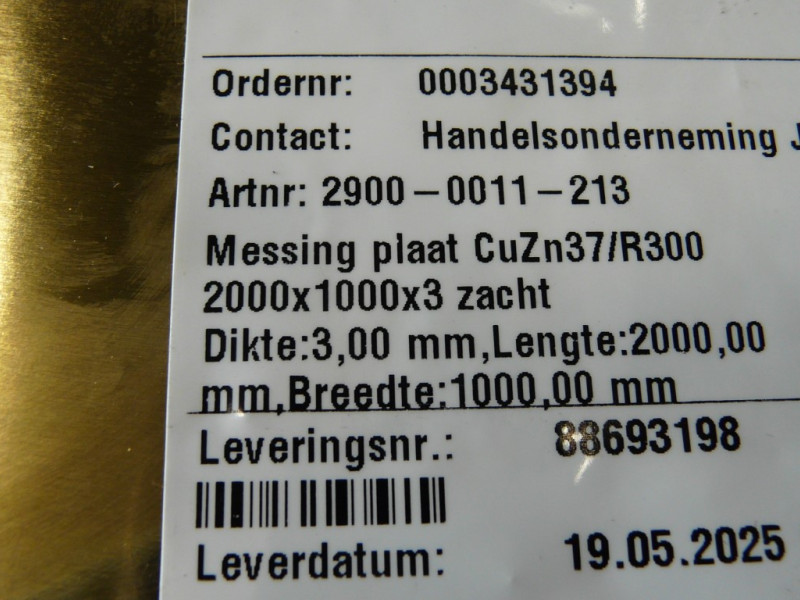 Ordernr: 0003431394
Contact: Handelsonderneming J
Artnr: 2900-0011-213
Messing plaat CuZn37/R300
2000x1000x3 zacht
Dikte:3,00 mm,Lengte:2000,00
mm,Breedte:1000,00 mm
Leveringsnr.: 88693198
Leverdatum: 19.05.2025